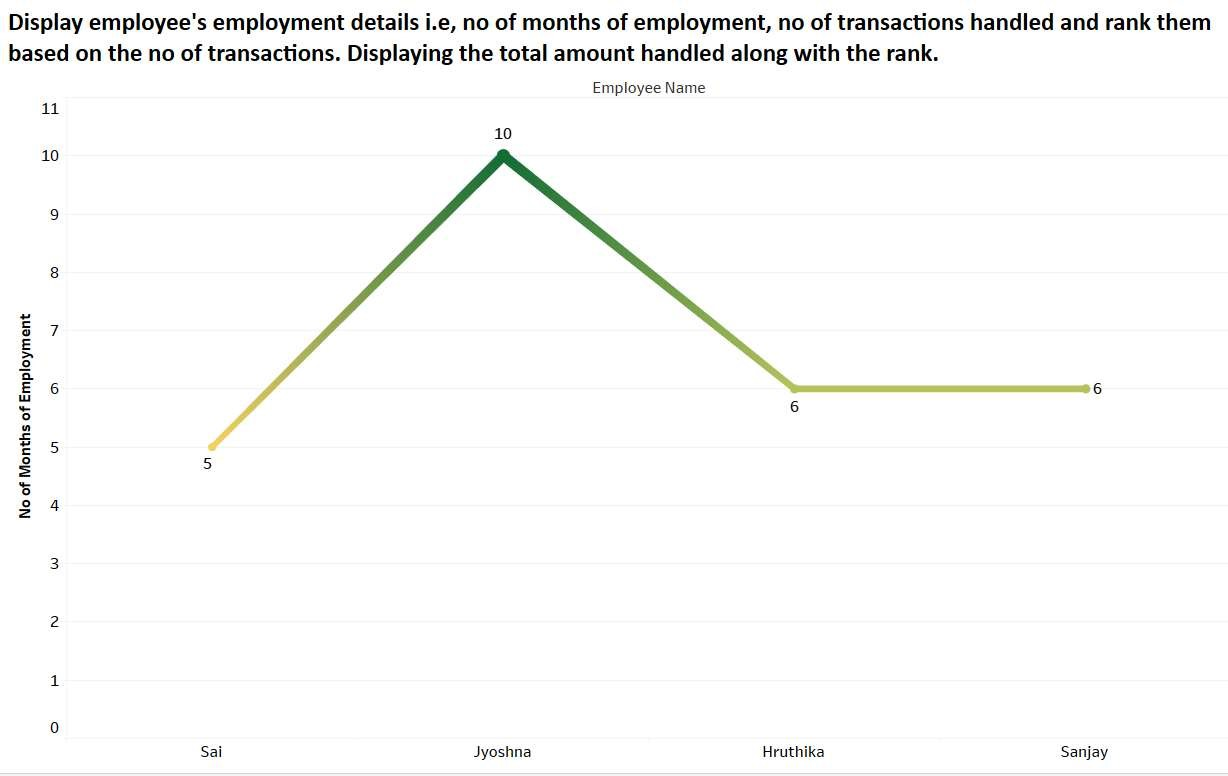 Display employee's employment details i.e, no of months of employment, no of transactions handled and rank them
based on the no of transactions. Displaying the total amount handled along with the rank.
Employee Name
11
10
9
8
7
6
5
4
3
2
1
0
No of Months of Employment
5
10
6
6
Sai
Jyoshna
Hruthika
Sanjay